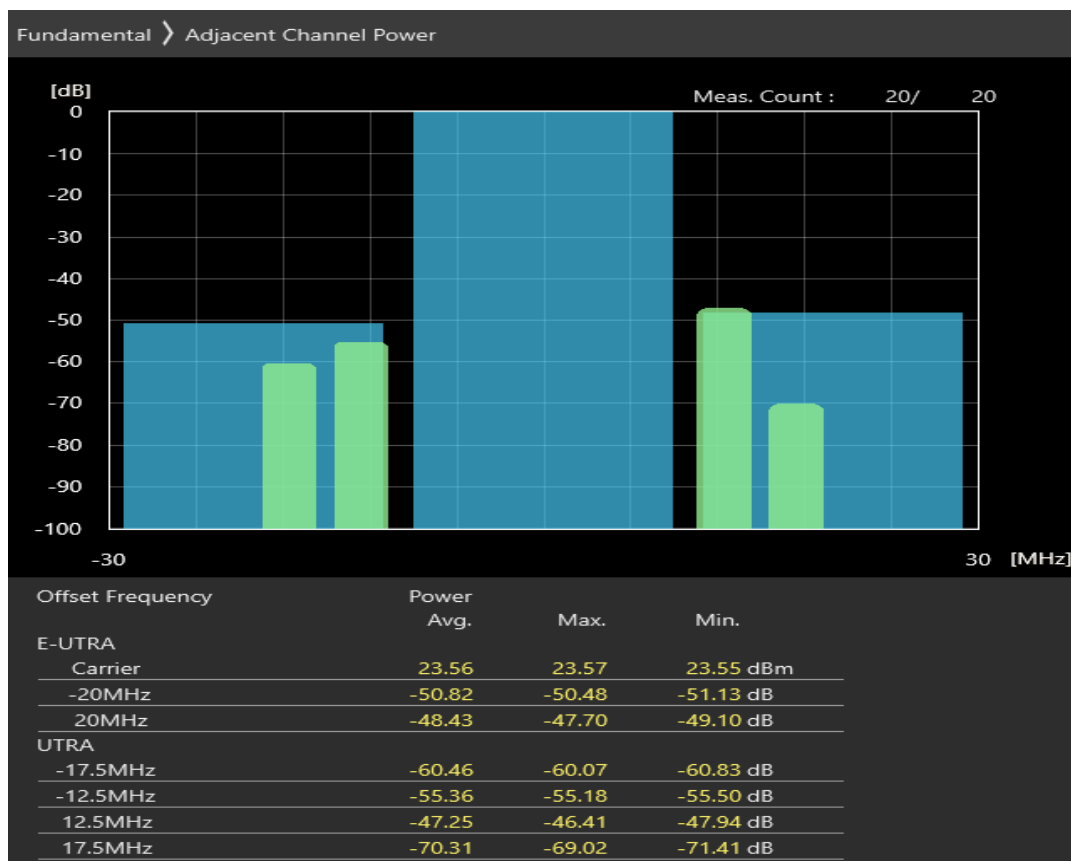 Fundamental > Adjacent Channel Power
[dB]
Meas. Count : 20/ 20
0
-10
-20
-30
-40
-50
-60
-70
-80
-90
-100
-30 30 [MHz]
Offset Frequency Power
Avg. Max. Min.
E-UTRA
Carrier 23.56 23.57 23.55 dBm
-20MHz -50.82 -50.48 -51.13 dB
20MHz -48.43 -47.70 -49.10 dB
UTRA
-17.5MHz -60.46 -60.07 -60.83 dB
-12.5MHz -55.36 -55.18 -55.50 dB
12.5MHz -47.25 -46.41 -47.94 dB
17.5MHz -70.31 -69.02 -71.41 dB